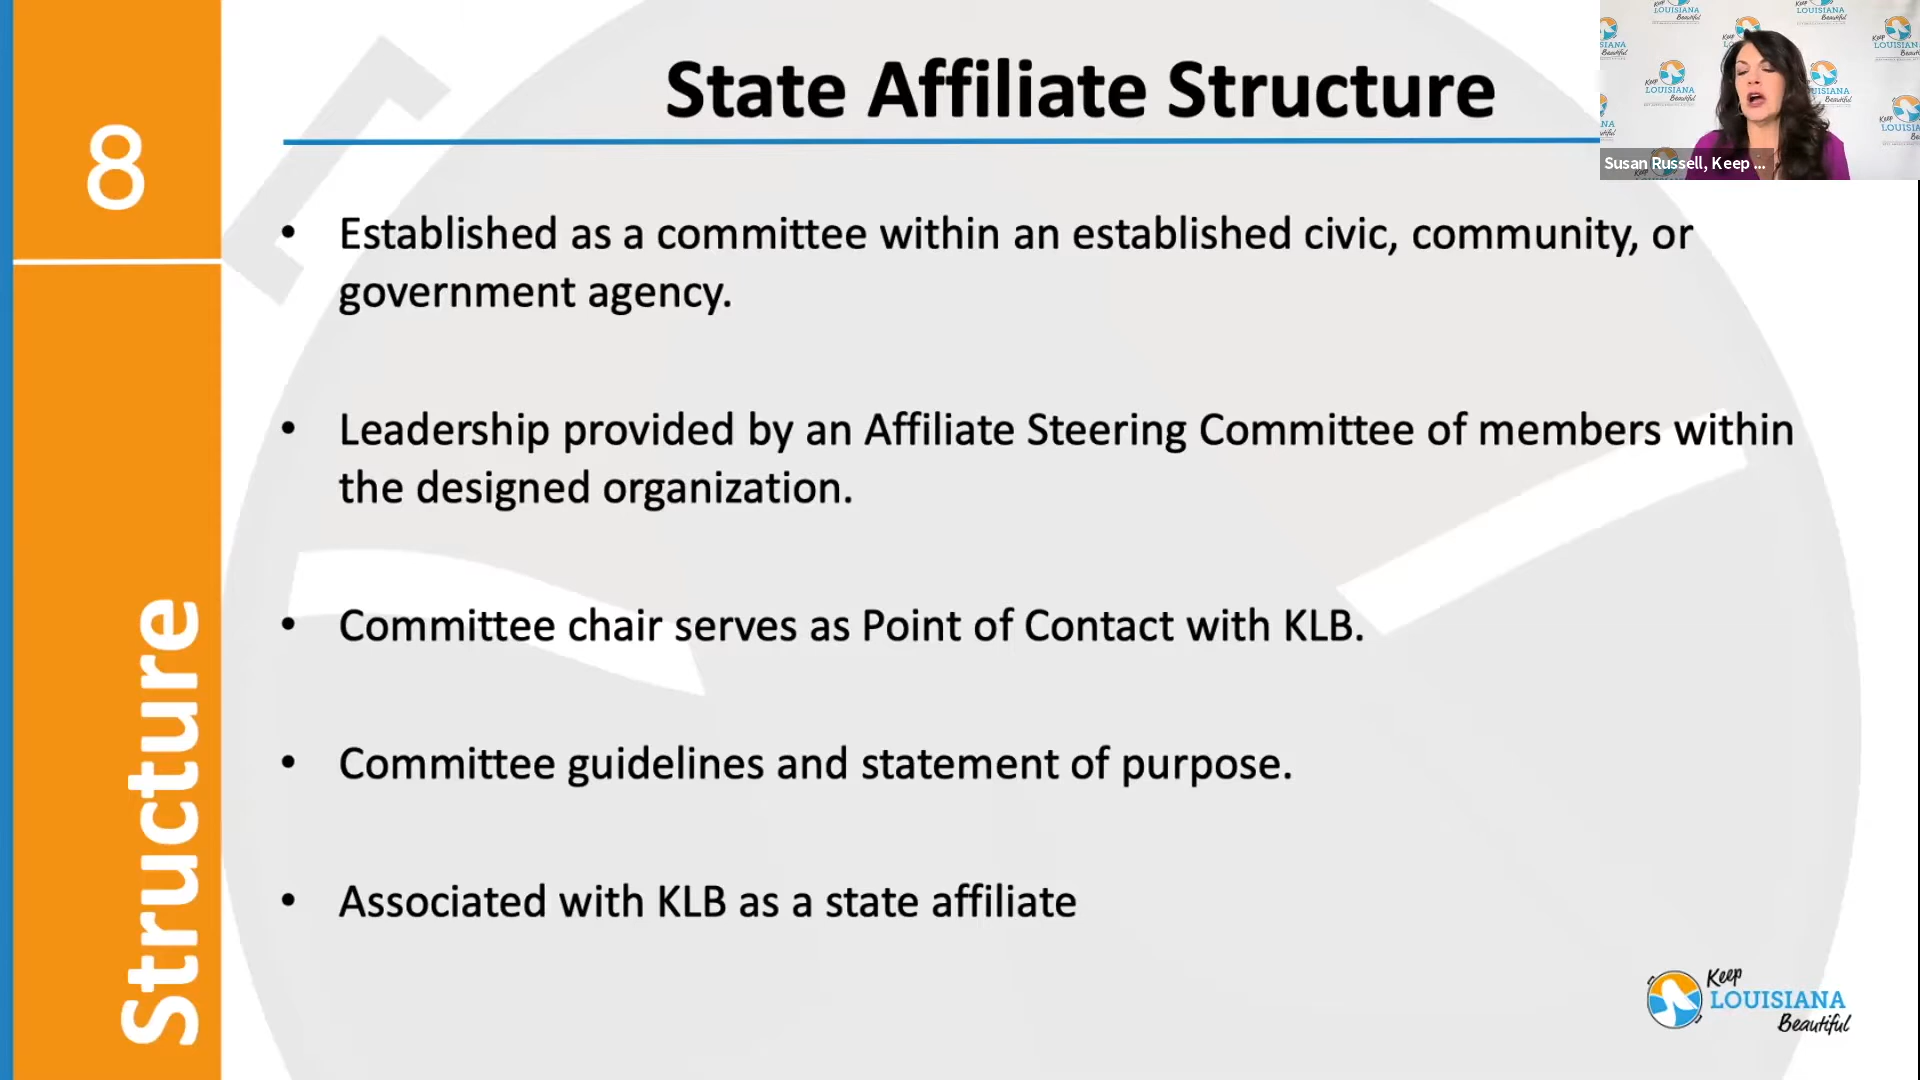 State Affiliate Structure
8
Structure
• Established as a committee within an established civic, community, or
government agency.
• Leadership provided by an Affiliate Steering Committee of members within
the designed organization.
• Committee chair serves as Point of Contact with KLB.
• Committee guidelines and statement of purpose.
• Associated with KLB as a state affiliate
Susan Russell, Keep ...
Keep
LOUISIANA
Beautiful